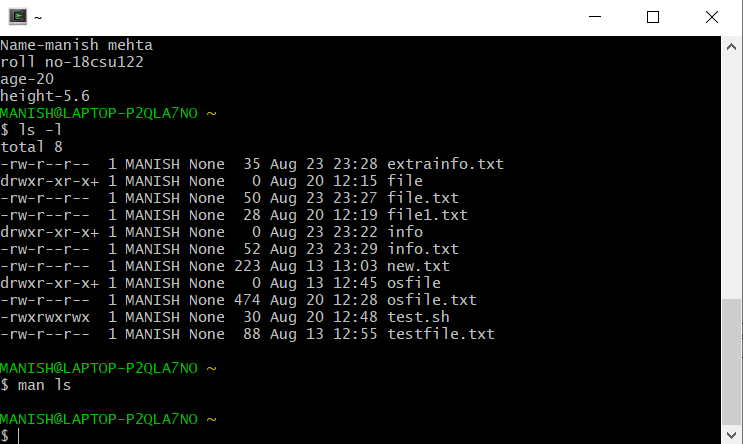 ~
Name-manish mehta
roll no-18csu122
age-20
height-5.6
MANISH@LAPTOP-P2QLA7NO ~
$ ls -l
total 8
-rw-r--r--  1 MANISH None  35 Aug 23 23:28 extrainfo.txt
drwxr-xr-x+ 1 MANISH None   0 Aug 20 12:15 file
-rw-r--r--  1 MANISH None  50 Aug 23 23:27 file.txt
-rw-r--r--  1 MANISH None  28 Aug 20 12:19 file1.txt
drwxr-xr-x+ 1 MANISH None   0 Aug 23 23:22 info
-rw-r--r--  1 MANISH None  52 Aug 23 23:29 info.txt
-rw-r--r--  1 MANISH None 223 Aug 13 13:03 new.txt
drwxr-xr-x+ 1 MANISH None   0 Aug 13 12:45 osfile
-rw-r--r--  1 MANISH None 474 Aug 20 12:28 osfile.txt
-rwxrwxrwx  1 MANISH None  30 Aug 20 12:48 test.sh
-rw-r--r--  1 MANISH None  88 Aug 13 12:55 testfile.txt
MANISH@LAPTOP-P2QLA7NO ~
$ man ls
MANISH@LAPTOP-P2QLA7NO ~
$